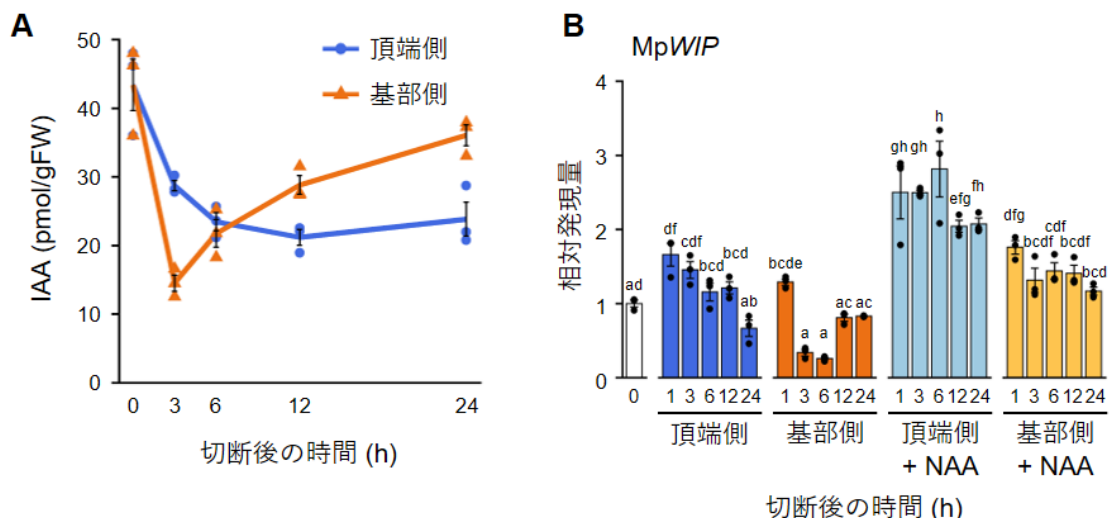 A
50
40
30
20
10
0
IAA (pmol/gFW)
頂端側
基部側
0 3 6 12 24
切断後の時間 (h)
B
MpWIP
4
3
2
1
0
相対発現量
ad
df cdf bcd bcd ab
bcde a a ac ac
gh gh h efg fh
dfg bcdf cdf bcdf bcd
0 1 3 6 12 24 1 3 6 12 24 1 3 6 12 24 1 3 6 12 24
頂端側 基部側 頂端側 基部側
+ NAA + NAA
切断後の時間 (h)